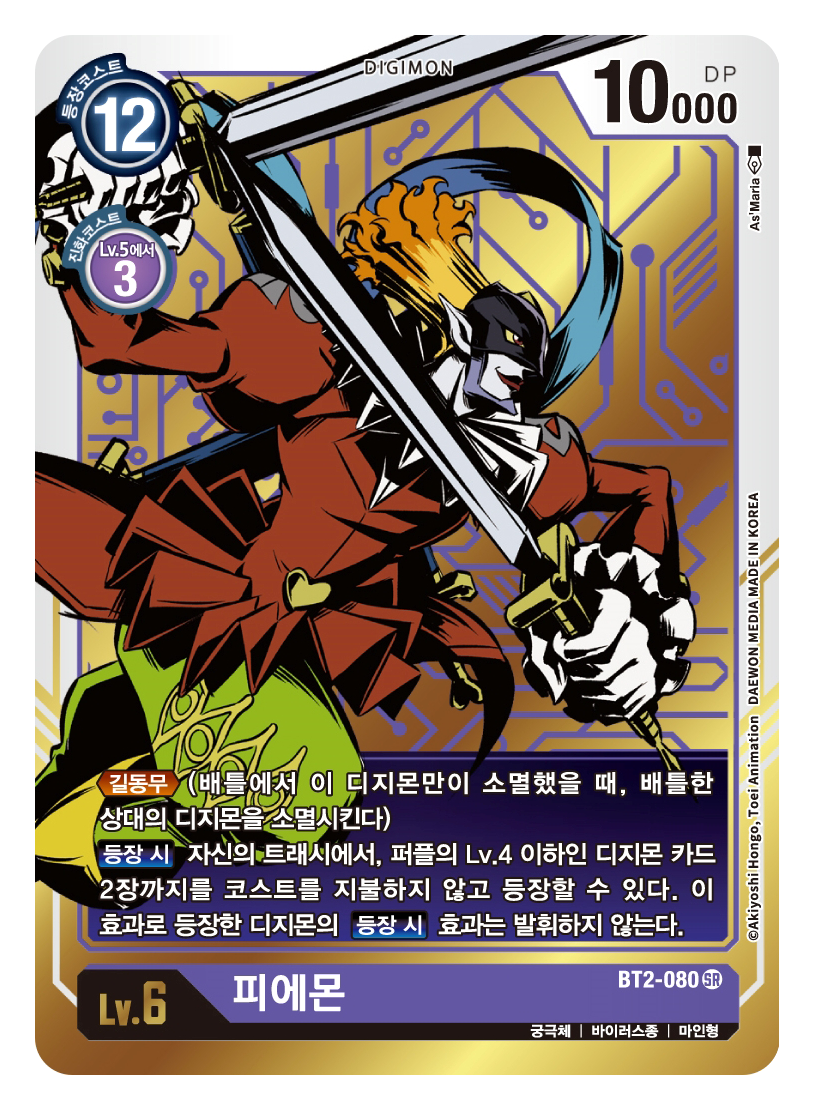 DIGIMON
등장코스트
12
DP
10000
진화코스트
Lv.5에서
3
As'Maria
길동무 (배틀에서 이 디지몬만이 소멸했을 때, 배틀한
상대의 디지몬을 소멸시킨다)
등장 시 자신의 트래시에서, 퍼플의 Lv.4 이하인 디지몬 카드
2장까지를 코스트를 지불하지 않고 등장할 수 있다. 이
효과로 등장한 디지몬의 등장 시 효과는 발휘하지 않는다.
©Akiyoshi Hongo, Toei Animation DAEWON MEDIA MADE IN KOREA
Lv.6
피에몬
BT2-080 SR
궁극체 | 바이러스종 | 마인형